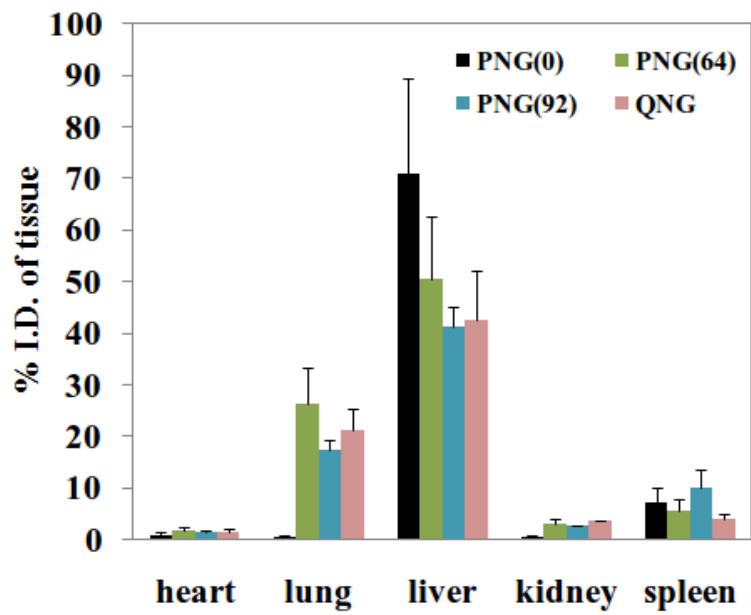 100
90
80
70
60
50
40
30
20
10
0
% I.D. of tissue
PNG(0) PNG(64)
PNG(92) QNG
heart lung liver kidney spleen